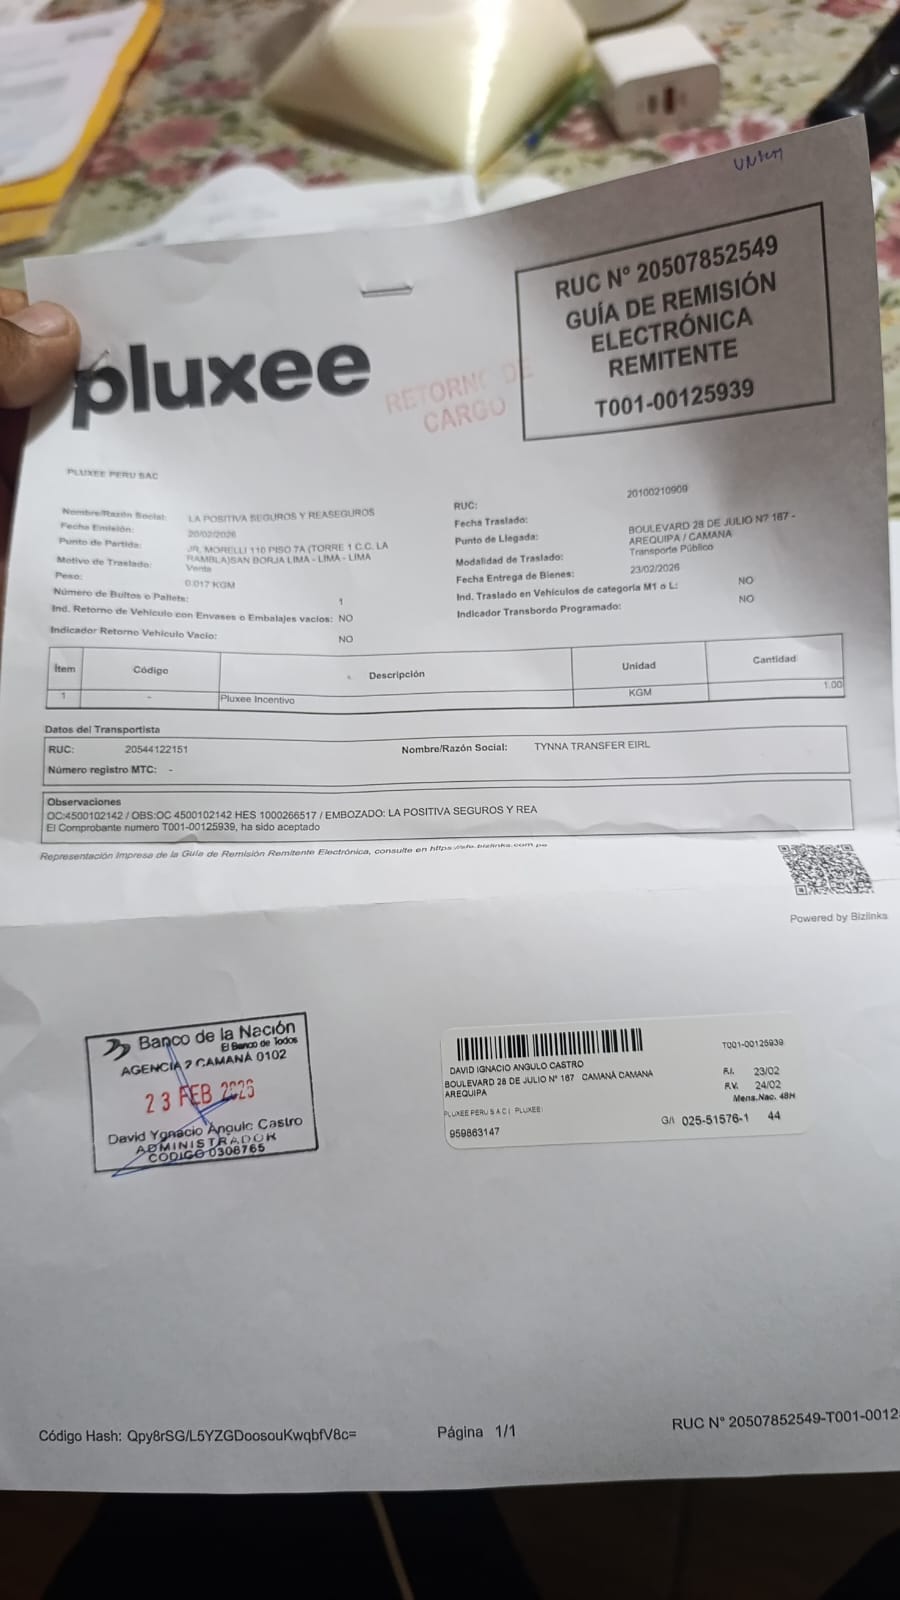 RUC N° 20507852549
GUÍA DE REMISIÓN
ELECTRÓNICA
REMITENTE
T001-00125939
pluxee
RETORNO DE
CARGO
PLUXEE PERU SAC
Nombre/Razón Social: LA POSITIVA SEGUROS Y REASEGUROS
Fecha Emisión: 20/02/2026
Punto de Partida: JR. MORELLI 110 PISO 7A (TORRE 1 C.C. LA
RAMBLA)SAN BORJA LIMA - LIMA - LIMA
Motivo de Traslado: Venta
Peso: 0.017 KGM
Número de Bultos o Pallets: 1
Ind. Retorno de Vehículo con Envases o Embalajes vacíos: NO
Indicador Retorno Vehículo Vacío: NO
RUC: 20100210909
Fecha Traslado:
Punto de Llegada: BOULEVARD 28 DE JULIO N? 167 -
AREQUIPA / CAMANA
Modalidad de Traslado: Transporte Público
Fecha Entrega de Bienes: 23/02/2026
Ind. Traslado en Vehículos de categoría M1 o L: NO
Indicador Transbordo Programado: NO
Ítem Código Descripción Unidad Cantidad
1 - Pluxee Incentivo KGM 1.00
Datos del Transportista
RUC: 20544122151 Nombre/Razón Social: TYNNA TRANSFER EIRL
Número registro MTC: -
Observaciones
OC:4500102142 / OBS:OC 4500102142 HES 1000266517 / EMBOZADO: LA POSITIVA SEGUROS Y REA
El Comprobante numero T001-00125939, ha sido aceptado
Representación Impresa de la Guía de Remisión Remitente Electrónica, consulte en
Powered by Bizlinks
Banco de la Nación
El Banco de Todos
AGENCIA 2 CAMANÁ 0102
23 FEB 2026
David Ygnacio Angulo Castro
ADMINISTRADOR
CÓDIGO 0306765
T001-00125939
DAVID IGNACIO ANGULO CASTRO
BOULEVARD 28 DE JULIO N° 167 CAMANÁ CAMANA
AREQUIPA
PLUXEE PERU S A C ( PLUXEE)
959863147
R.I. 23/02
P.V. 24/02
Mens.Nac. 48H
G/I 025-51576-1 44
Código Hash: Qpy8rSG/L5YZGDoosouKwqbfV8c=
Página 1/1
RUC N° 20507852549-T001-0012